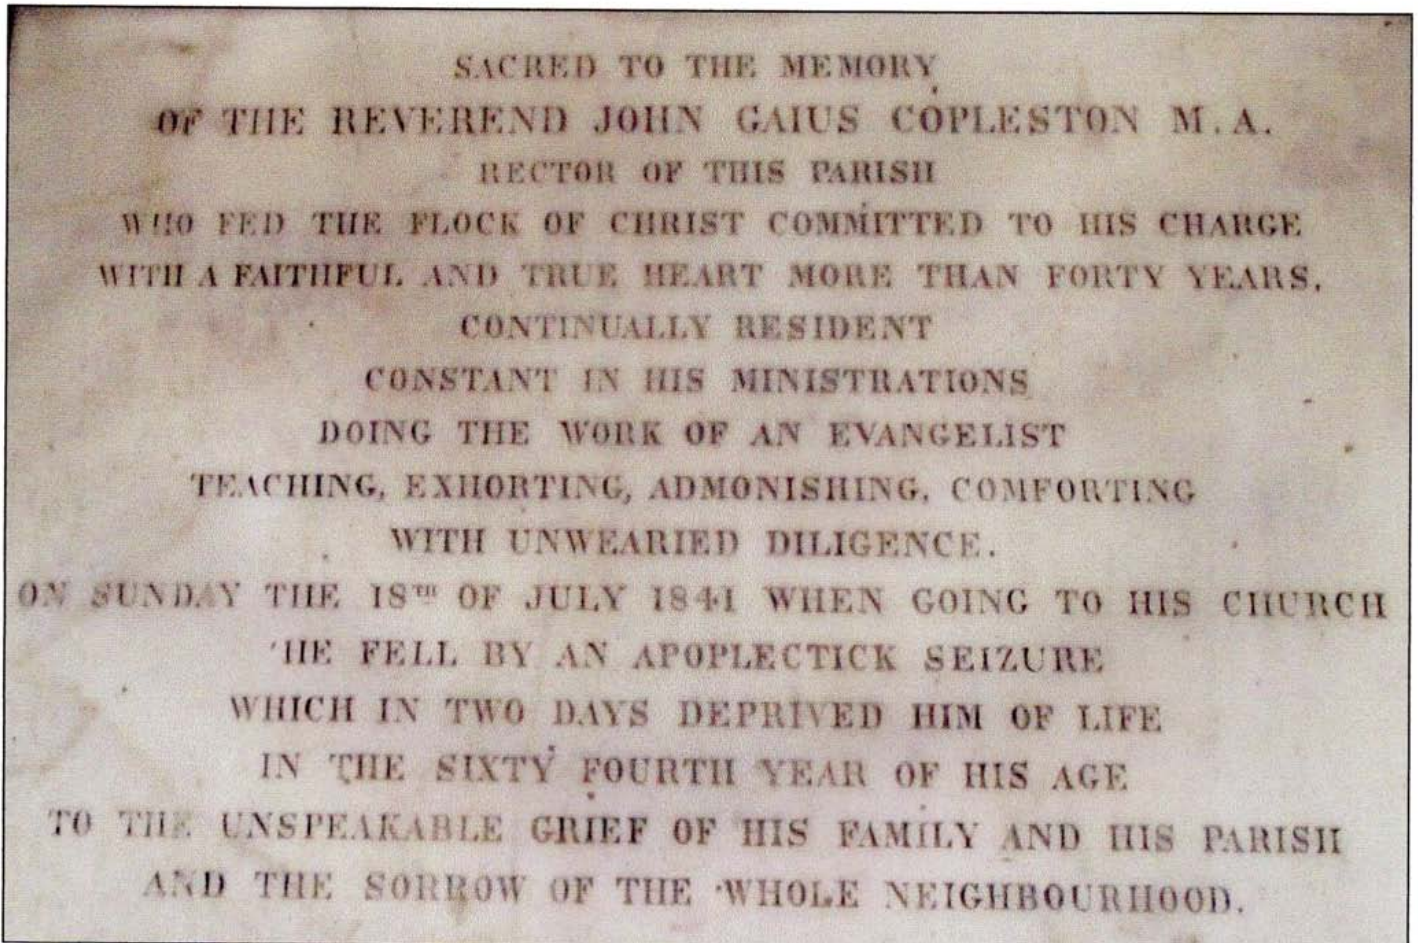 SACRED TO THE MEMORY
OF THE REVEREND JOHN GAIUS COPLESTON M.A.
RECTOR OF THIS PARISH
WHO FED THE FLOCK OF CHRIST COMMITTED TO HIS CHARGE
WITH A FAITHFUL AND TRUE HEART MORE THAN FORTY YEARS,
CONTINUALLY RESIDENT
CONSTANT IN HIS MINISTRATIONS
DOING THE WORK OF AN EVANGELIST
TEACHING, EXHORTING, ADMONISHING, COMFORTING
WITH UNWEARIED DILIGENCE.
ON SUNDAY THE 18TH OF JULY 1841 WHEN GOING TO HIS CHURCH
HE FELL BY AN APOPLECTICK SEIZURE
WHICH IN TWO DAYS DEPRIVED HIM OF LIFE
IN THE SIXTY FOURTH YEAR OF HIS AGE
TO THE UNSPEAKABLE GRIEF OF HIS FAMILY AND HIS PARISH
AND THE SORROW OF THE WHOLE NEIGHBOURHOOD.